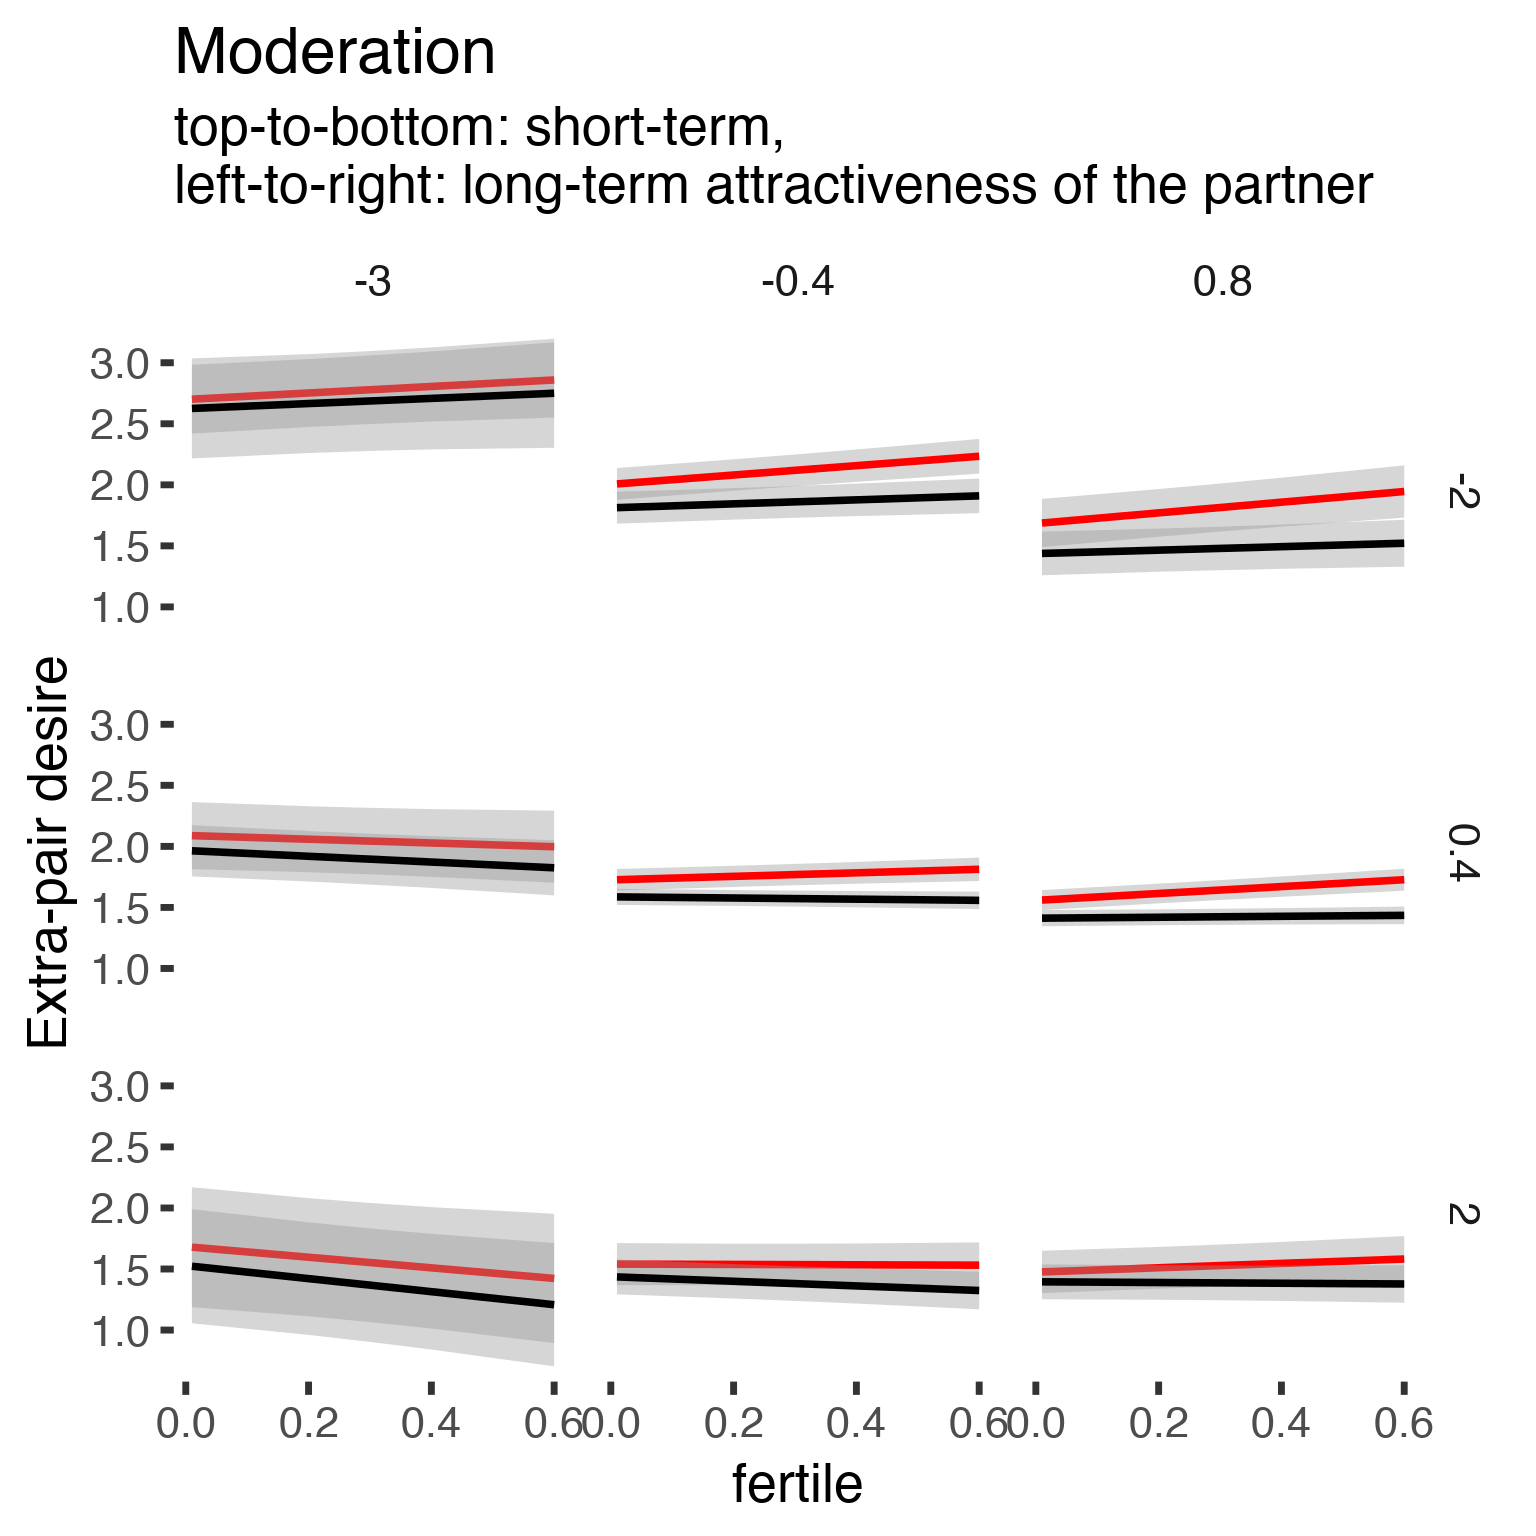 Moderation
top-to-bottom: short-term,
left-to-right: long-term attractiveness of the partner
-3 -0.4 0.8
3.0
2.5
2.0
1.5
1.0
-2
3.0
2.5
2.0
1.5
1.0
0.4
3.0
2.5
2.0
1.5
1.0
2
Extra-pair desire
0.0 0.2 0.4 0.6 0.0 0.2 0.4 0.6 0.0 0.2 0.4 0.6
fertile